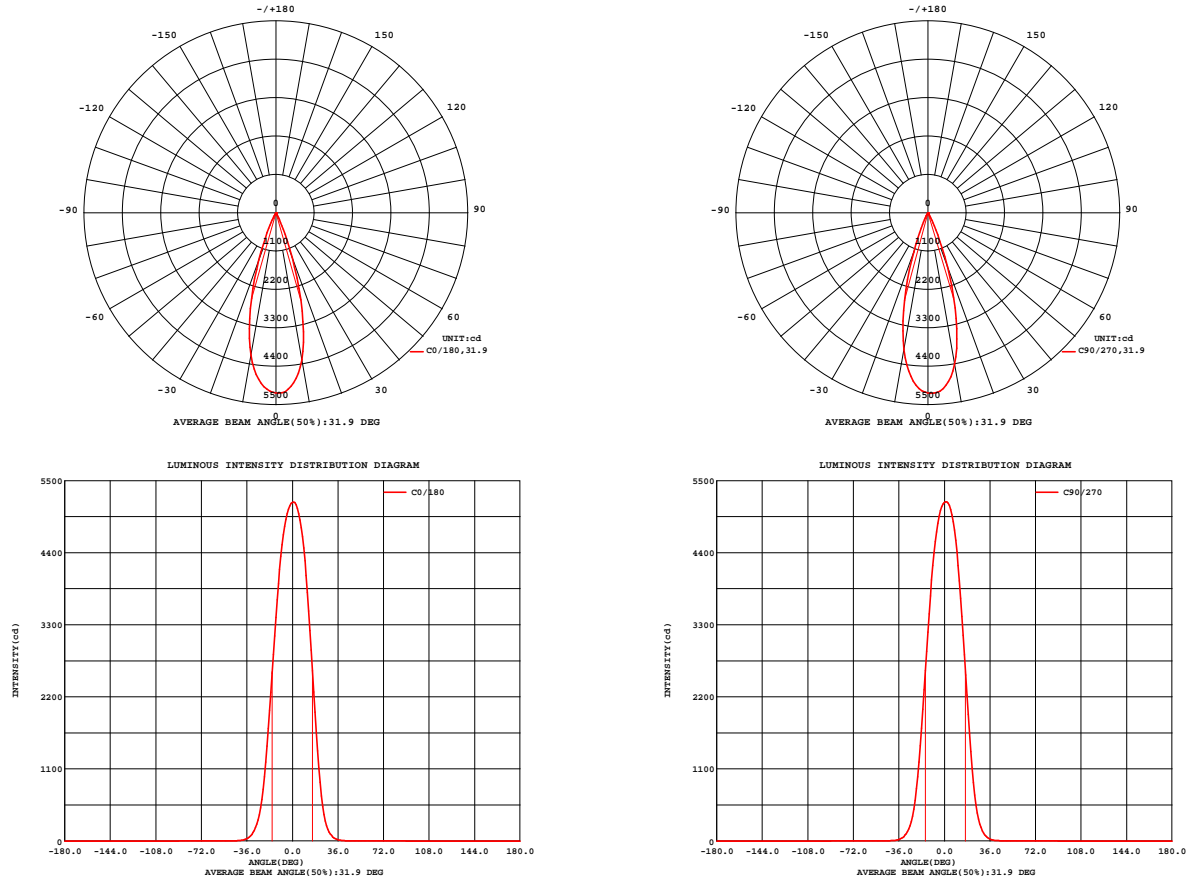 -/+180
-150
150
-120
120
-90
90
0
1100
2200
3300
4400
5500
0
-60
60
-30
30
UNIT:cd
C0/180,31.9
AVERAGE BEAM ANGLE(50%):31.9 DEG
-/+180
-150
150
-120
120
-90
90
0
1100
2200
3300
4400
5500
0
-60
60
-30
30
UNIT:cd
C90/270,31.9
AVERAGE BEAM ANGLE(50%):31.9 DEG
LUMINOUS INTENSITY DISTRIBUTION DIAGRAM
C0/180
5500
4400
3300
2200
1100
0
INTENSITY(cd)
-180.0 -144.0 -108.0 -72.0 -36.0 0.0 36.0 72.0 108.0 144.0 180.0
ANGLE(DEG)
AVERAGE BEAM ANGLE(50%):31.9 DEG
LUMINOUS INTENSITY DISTRIBUTION DIAGRAM
C90/270
5500
4400
3300
2200
1100
0
INTENSITY(cd)
-180.0 -144.0 -108.0 -72.0 -36.0 0.0 36.0 72.0 108.0 144.0 180.0
ANGLE(DEG)
AVERAGE BEAM ANGLE(50%):31.9 DEG